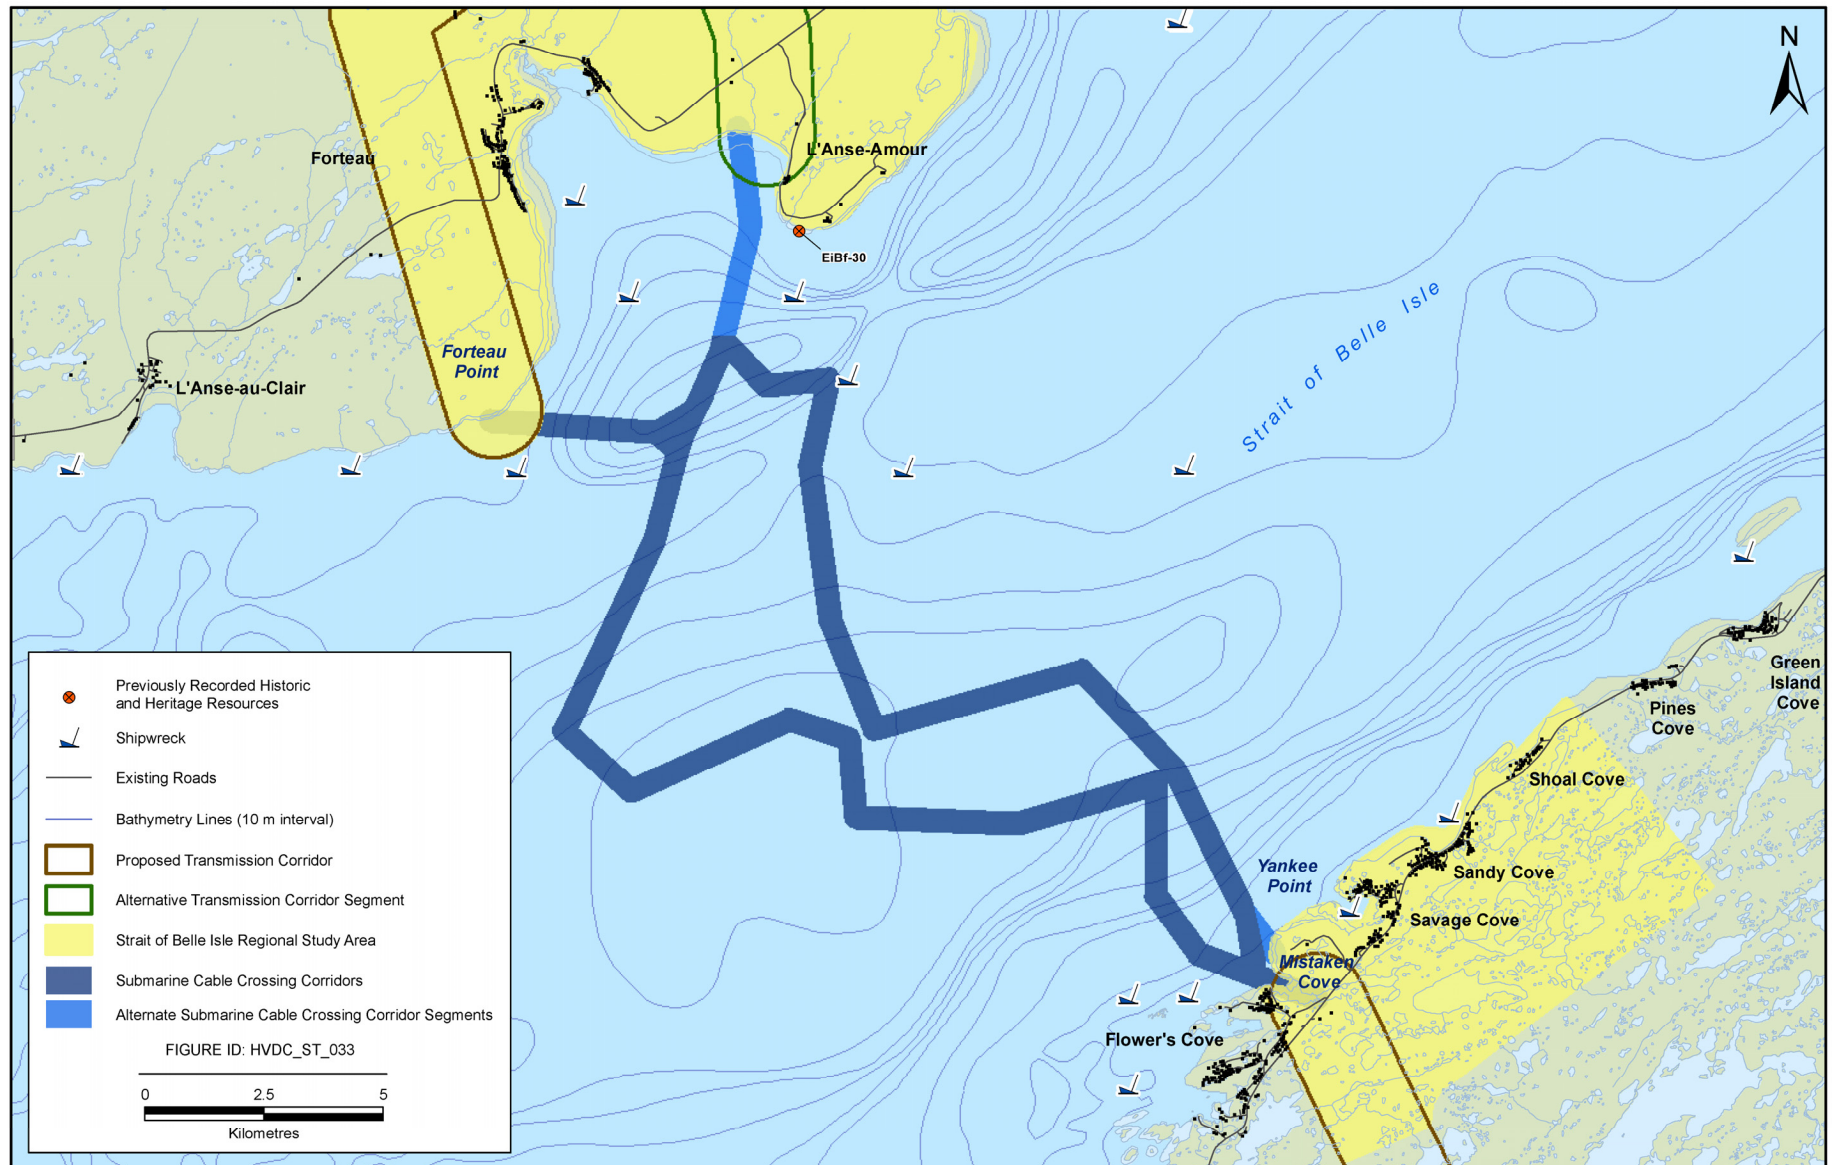 N
Forteau
L'Anse-Amour
EiBf-30
Forteau
Point
L'Anse-au-Clair
Strait of Belle Isle
Green
Island
Cove
Pines
Cove
Shoal Cove
Sandy Cove
Yankee
Point
Savage Cove
Mistaken
Cove
Flower's Cove
Previously Recorded Historic
and Heritage Resources
Shipwreck
Existing Roads
Bathymetry Lines (10 m interval)
Proposed Transmission Corridor
Alternative Transmission Corridor Segment
Strait of Belle Isle Regional Study Area
Submarine Cable Crossing Corridors
Alternate Submarine Cable Crossing Corridor Segments
FIGURE ID: HVDC_ST_033
0 2.5 5
Kilometres